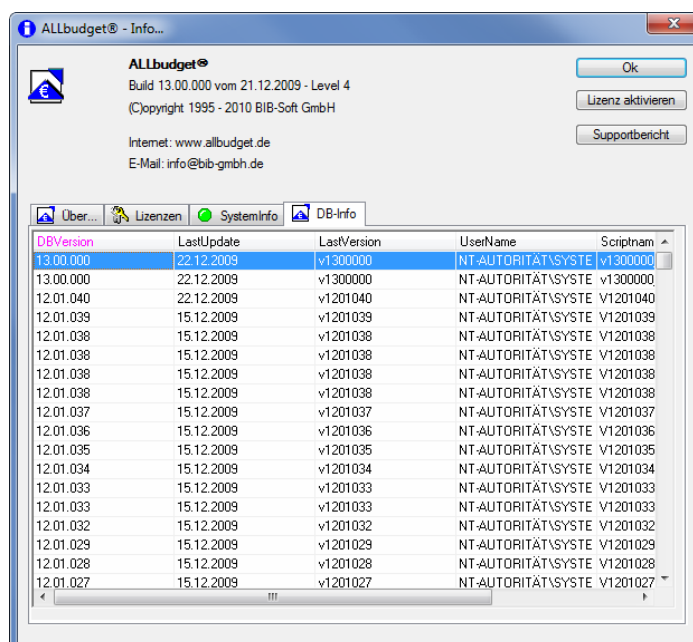 ALLbudget® - Info...
ALLbudget®
Build 13.00.000 vom 21.12.2009 - Level 4
(C)opyright 1995 - 2010 BIB-Soft GmbH
Internet: www.allbudget.de
E-Mail: info@bib-gmbh.de
Ok
Lizenz aktivieren
Supportbericht
Über... Lizenzen SystemInfo DB-Info
DBVersion LastUpdate LastVersion UserName Scriptnam
13.00.000 22.12.2009 v1300000 NT-AUTORITÄT\SYSTE v1300000
13.00.000 22.12.2009 v1300000 NT-AUTORITÄT\SYSTE v1300000_
12.01.040 22.12.2009 v1201040 NT-AUTORITÄT\SYSTE V1201040
12.01.039 15.12.2009 v1201039 NT-AUTORITÄT\SYSTE V1201039
12.01.038 15.12.2009 v1201038 NT-AUTORITÄT\SYSTE V1201038
12.01.038 15.12.2009 v1201038 NT-AUTORITÄT\SYSTE V1201038
12.01.038 15.12.2009 v1201038 NT-AUTORITÄT\SYSTE V1201038
12.01.038 15.12.2009 v1201038 NT-AUTORITÄT\SYSTE V1201038
12.01.037 15.12.2009 v1201037 NT-AUTORITÄT\SYSTE V1201037
12.01.036 15.12.2009 v1201036 NT-AUTORITÄT\SYSTE V1201036
12.01.035 15.12.2009 v1201035 NT-AUTORITÄT\SYSTE V1201035
12.01.034 15.12.2009 v1201034 NT-AUTORITÄT\SYSTE V1201034
12.01.033 15.12.2009 v1201033 NT-AUTORITÄT\SYSTE V1201033
12.01.033 15.12.2009 v1201033 NT-AUTORITÄT\SYSTE V1201033
12.01.032 15.12.2009 v1201032 NT-AUTORITÄT\SYSTE V1201032
12.01.029 15.12.2009 v1201029 NT-AUTORITÄT\SYSTE V1201029
12.01.028 15.12.2009 v1201028 NT-AUTORITÄT\SYSTE V1201028
12.01.027 15.12.2009 v1201027 NT-AUTORITÄT\SYSTE V1201027